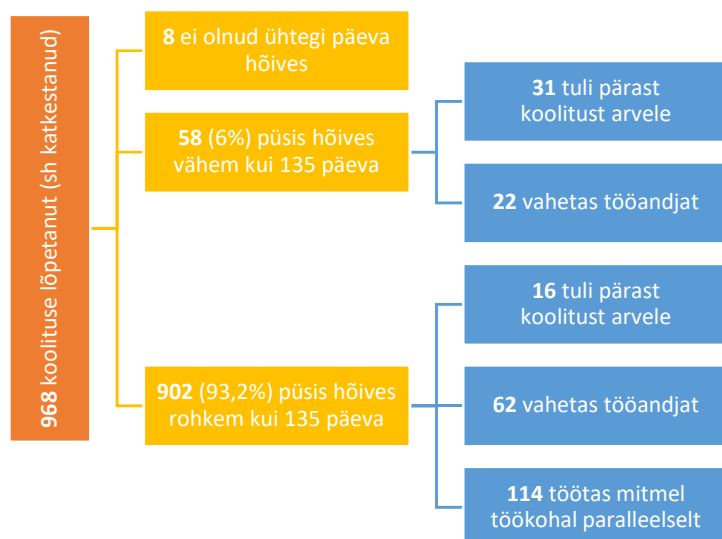 968 koolituse lõpetanut (sh katkestanud)
8 ei olnud ühtegi päeva
hõives
58 (6%) püsis hõives
vähem kui 135 päeva
31 tuli pärast
koolitust arvele
22 vahetas tööandjat
902 (93,2%) püsis hõives
rohkem kui 135 päeva
16 tuli pärast
koolitust arvele
62 vahetas tööandjat
114 töötas mitmel
töökohal paralleelselt